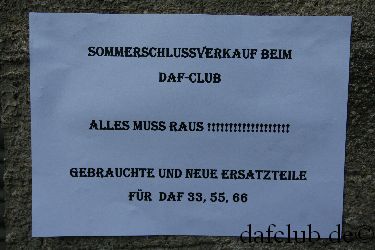 SOMMERSCHLUSSVERKAUF BEIM
DAF-CLUB
ALLES MUSS RAUS !!!!!!!!!!!!!!!!!!!
GEBRAUCHTE UND NEUE ERSATZTEILE
FÜR DAF 33, 55, 66
dafclub.de©